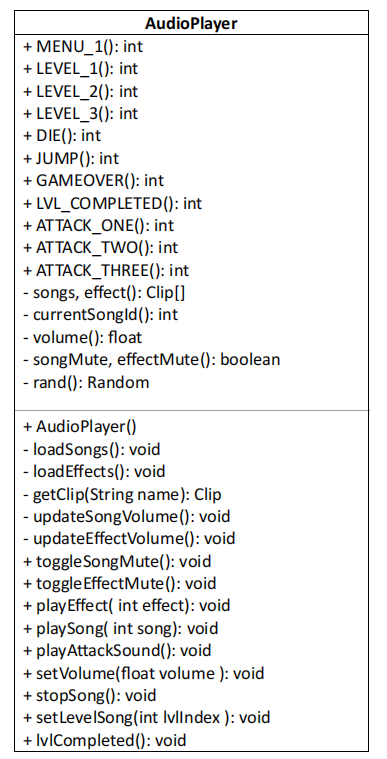 AudioPlayer
+ MENU_1(): int
+ LEVEL_1(): int
+ LEVEL_2(): int
+ LEVEL_3(): int
+ DIE(): int
+ JUMP(): int
+ GAMEOVER(): int
+ LVL_COMPLETED(): int
+ ATTACK_ONE(): int
+ ATTACK_TWO(): int
+ ATTACK_THREE(): int
- songs, effect(): Clip[]
- currentSongId(): int
- volume(): float
- songMute, effectMute(): boolean
- rand(): Random
+ AudioPlayer()
- loadSongs(): void
- loadEffects(): void
- getClip(String name): Clip
- updateSongVolume(): void
- updateEffectVolume(): void
+ toggleSongMute(): void
+ toggleEffectMute(): void
+ playEffect( int effect): void
+ playSong( int song): void
+ playAttackSound(): void
+ setVolume(float volume ): void
+ stopSong(): void
+ setLevelSong(int lvlIndex ): void
+ lvlCompleted(): void